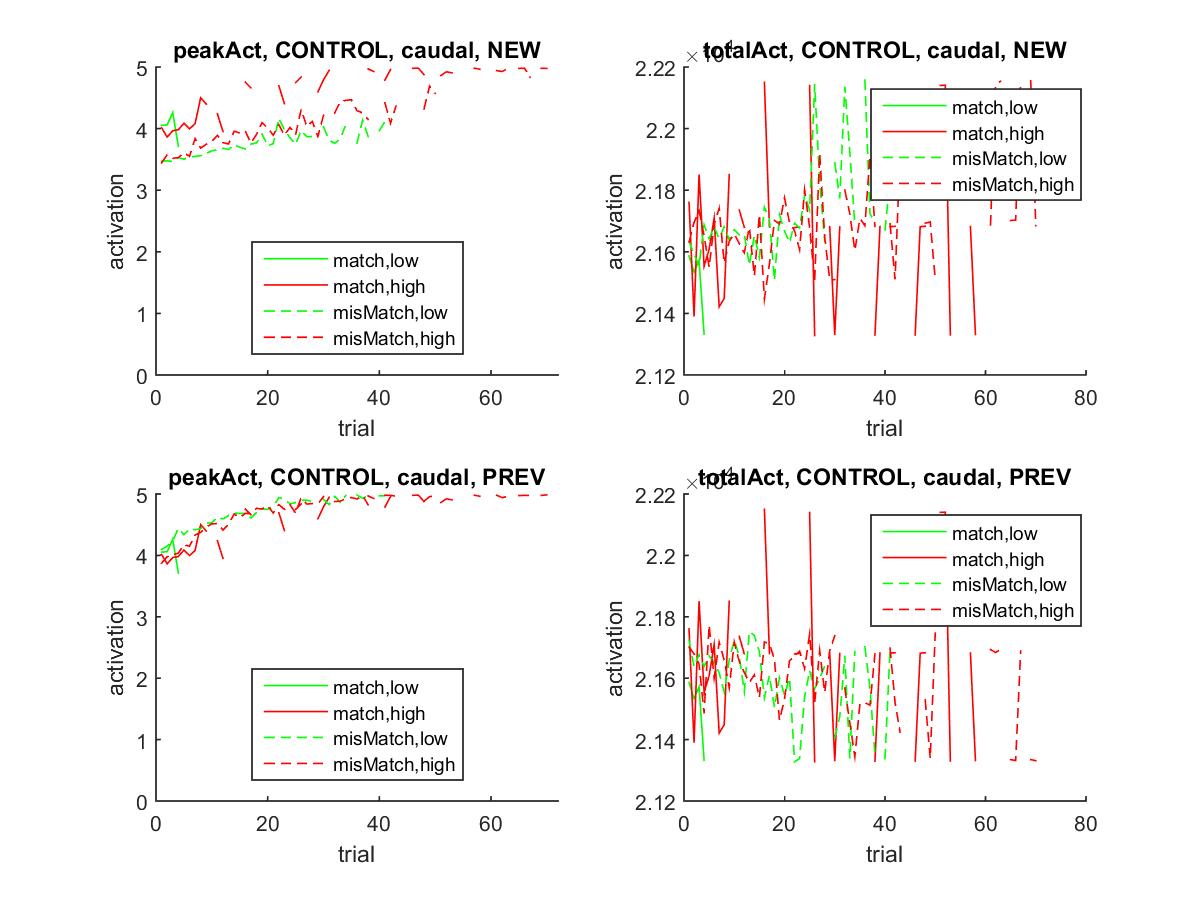 peakAct, CONTROL, caudal, NEW
5
4
3
2
1
0
activation
match,low
match,high
misMatch,low
misMatch,high
0 20 40 60
trial
totalAct, CONTROL, caudal, NEW
2.22
2.2
2.18
2.16
2.14
2.12
activation
match,low
match,high
misMatch,low
misMatch,high
0 20 40 60 80
trial
peakAct, CONTROL, caudal, PREV
5
4
3
2
1
0
activation
match,low
match,high
misMatch,low
misMatch,high
0 20 40 60
trial
totalAct, CONTROL, caudal, PREV
2.22
2.2
2.18
2.16
2.14
2.12
activation
match,low
match,high
misMatch,low
misMatch,high
0 20 40 60 80
trial